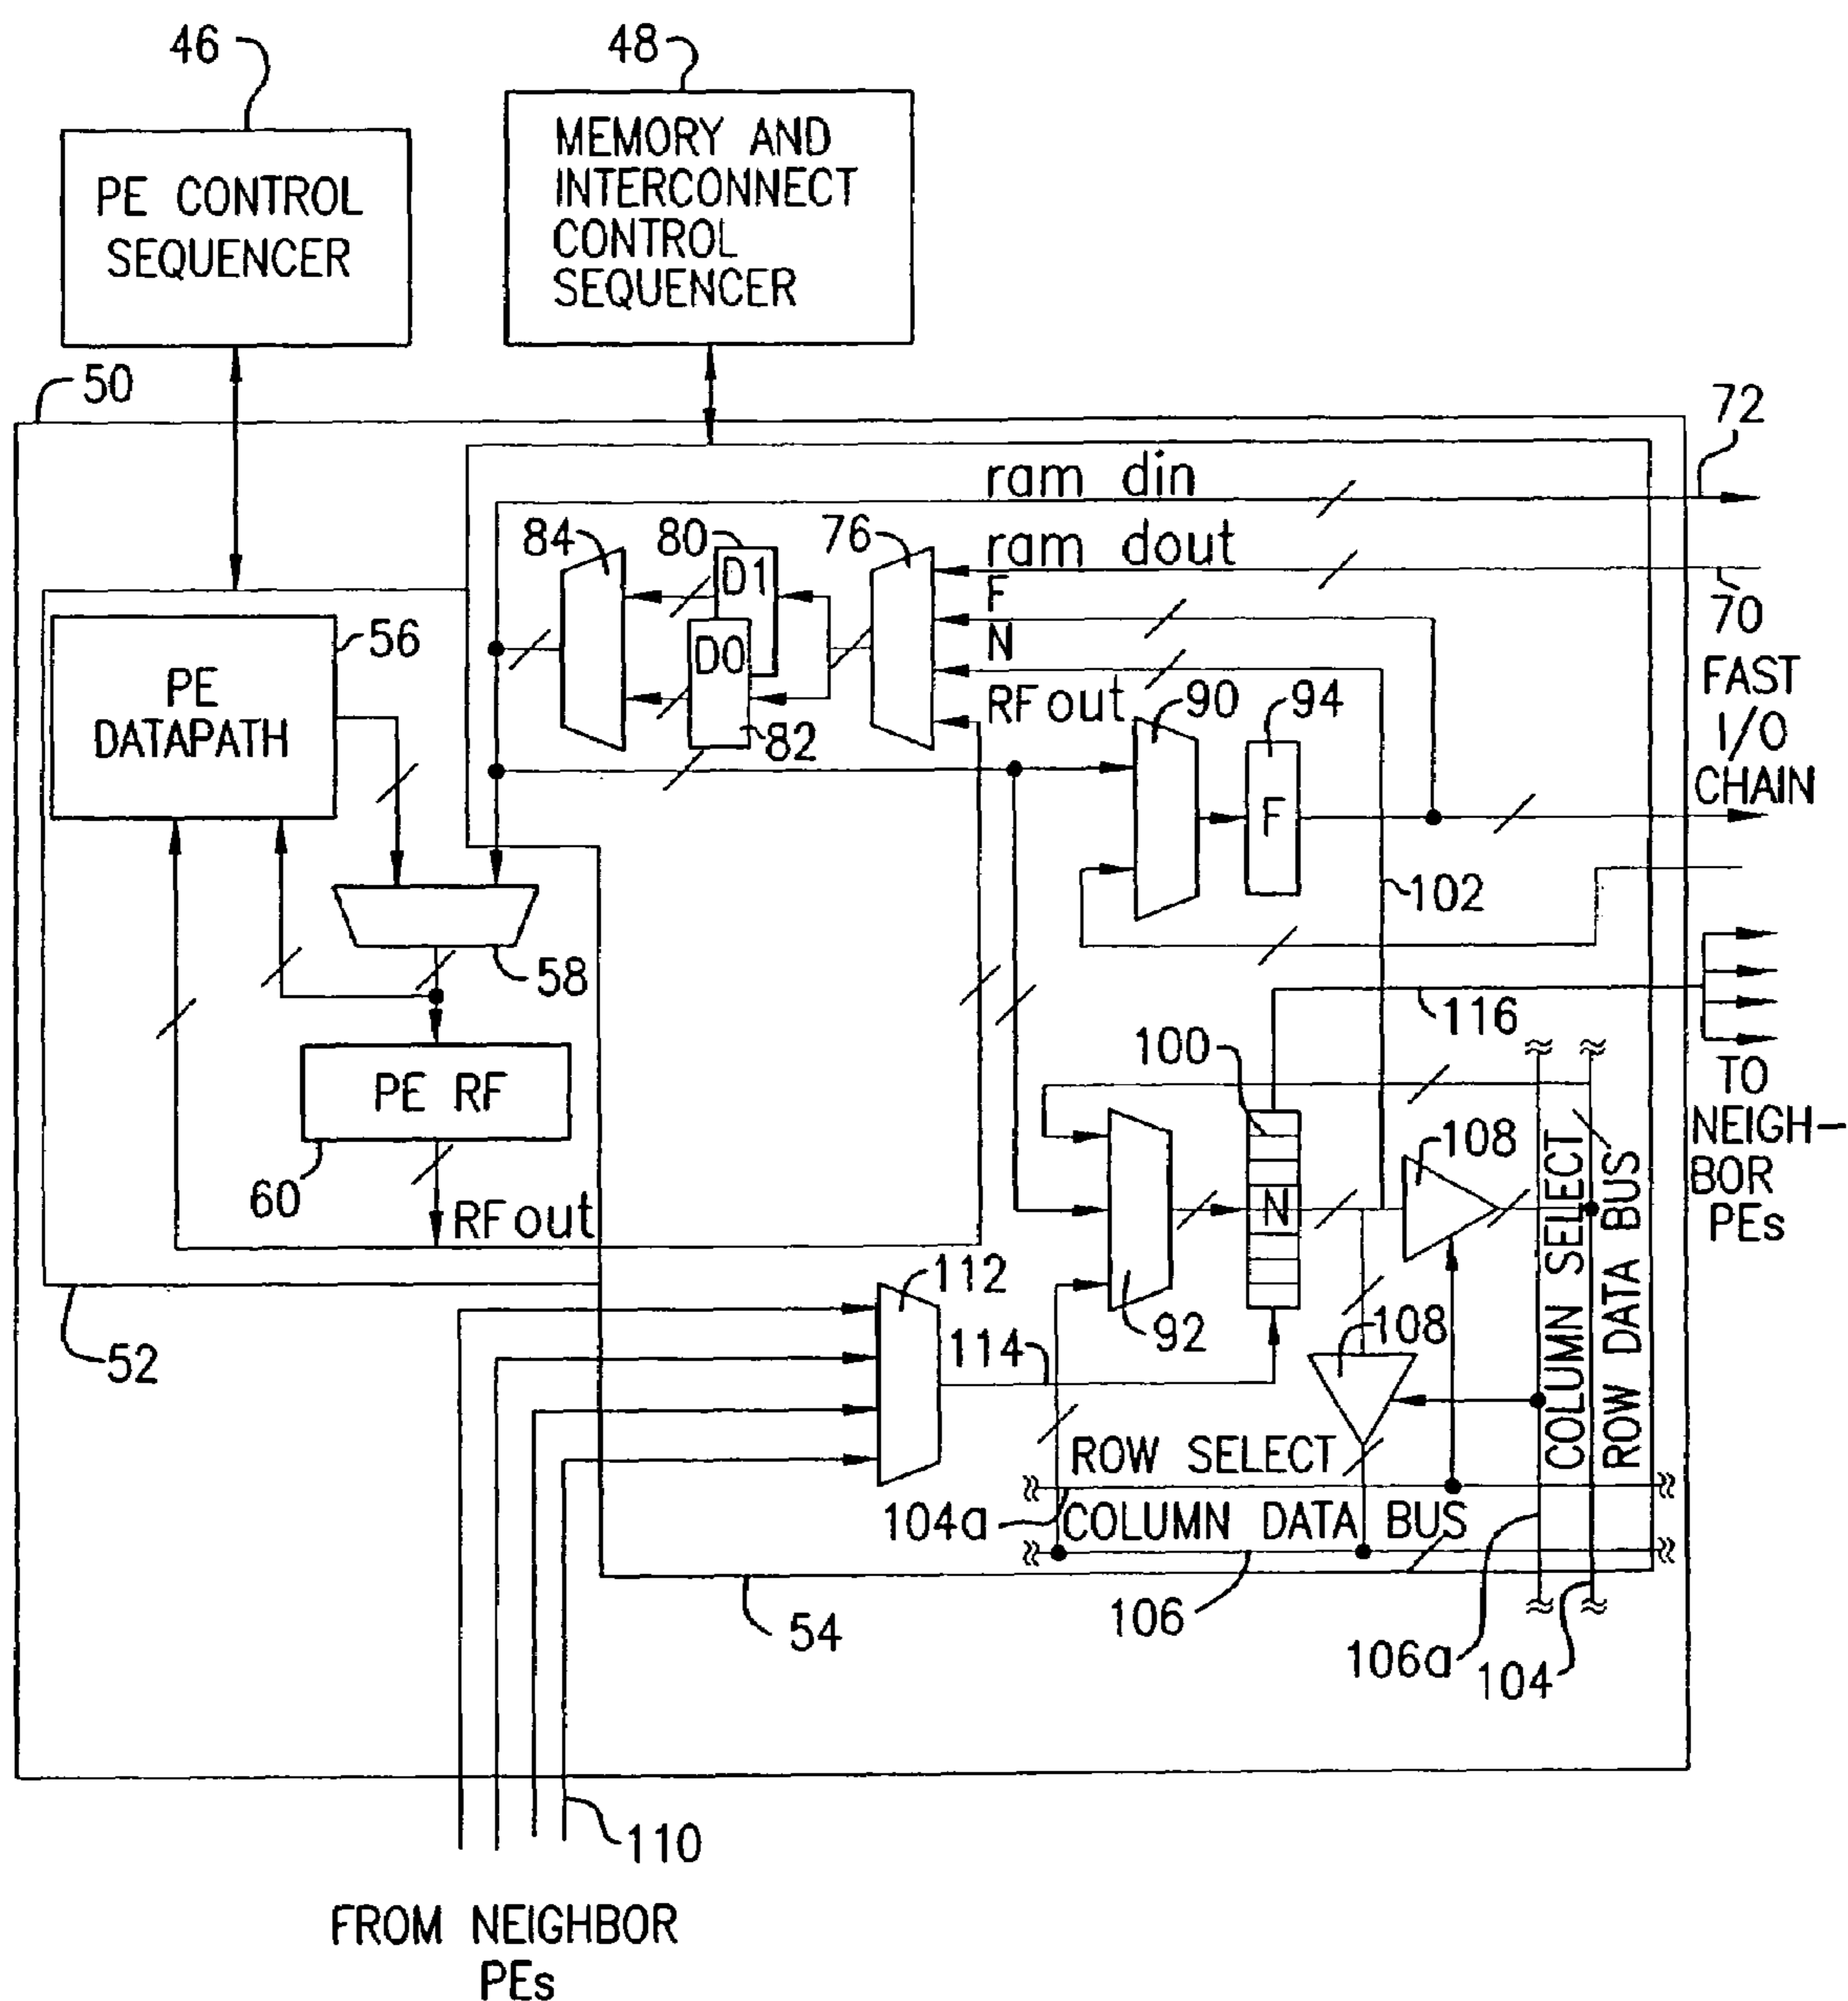 46
48
PE CONTROL
SEQUENCER
MEMORY AND
INTERCONNECT
CONTROL
SEQUENCER
50
72
ram din
84
80
76
ram dout
D1
F
70
N
D0
56
PE
DATAPATH
82
RFout
90
94
FAST
I/O
CHAIN
F
102
58
116
100
PE RF
TO
NEIGH-
BOR
PEs
108
COLUMN SELECT
ROW DATA BUS
60
RFout
N
112
92
108
52
114
ROW SELECT
104a
COLUMN DATA BUS
54
106
106a
104
110
FROM NEIGHBOR
PEs